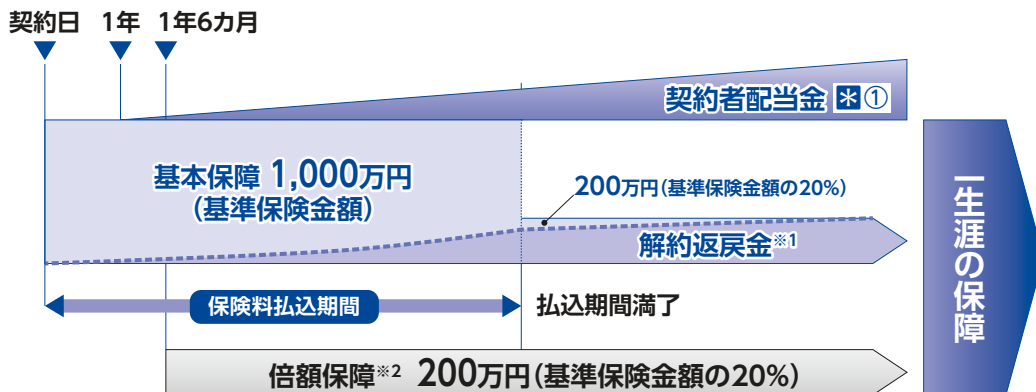 契約日 1年 1年6カ月
契約者配当金 *①
基本保障 1,000万円
(基準保険金額)
200万円(基準保険金額の20%)
解約返戻金※1
保険料払込期間
払込期間満了
倍額保障※2 200万円(基準保険金額の20%)
一生涯の保障